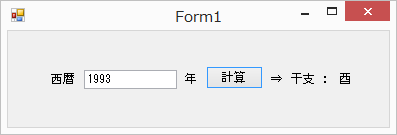 Form1
西暦 1993 年 計算 ⇒ 干支 : 酉